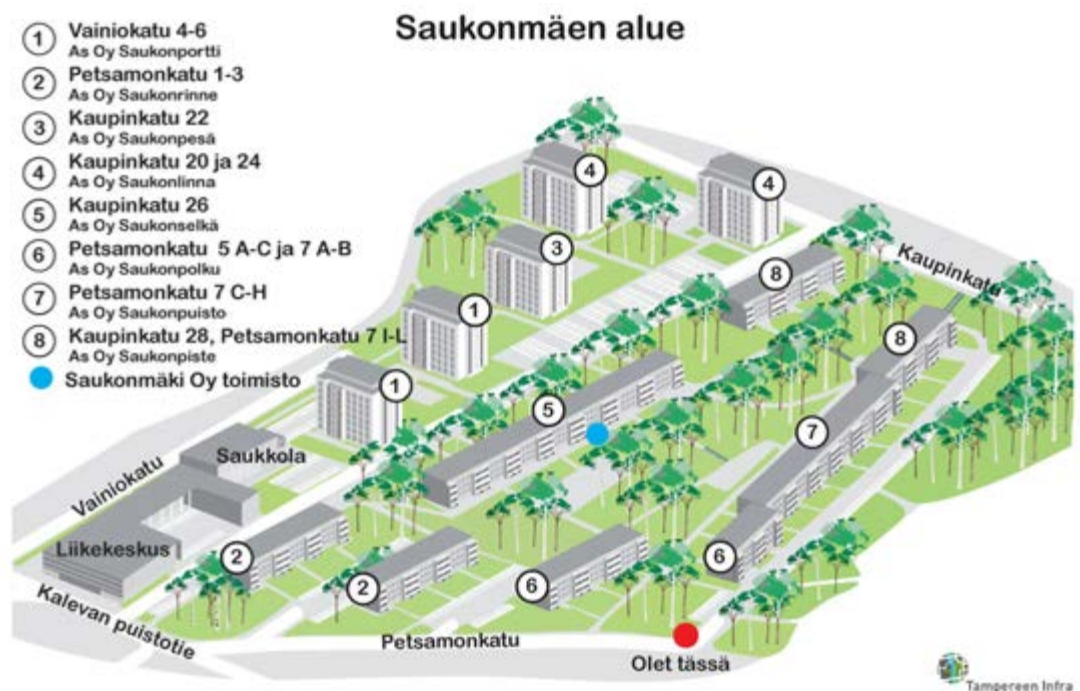 Saukonmäen alue
1 Vainiokatu 4-6
As Oy Saukonportti
2 Petsamonkatu 1-3
As Oy Saukonrinne
3 Kaupinkatu 22
As Oy Saukonpesä
4 Kaupinkatu 20 ja 24
As Oy Saukonlinna
5 Kaupinkatu 26
As Oy Saukonselkä
6 Petsamonkatu 5 A-C ja 7 A-B
As Oy Saukonpolku
7 Petsamonkatu 7 C-H
As Oy Saukonpuisto
8 Kaupinkatu 28, Petsamonkatu 7 I-L
As Oy Saukonpiste
Saukonmäki Oy toimisto
4
4
3
8
Kaupinkatu
1
8
1
5
7
Saukkola
Vainiokatu
Liikekeskus
2
2
6
6
Kalevan puistotie
Petsamonkatu
Olet tässä
Tampereen Infra